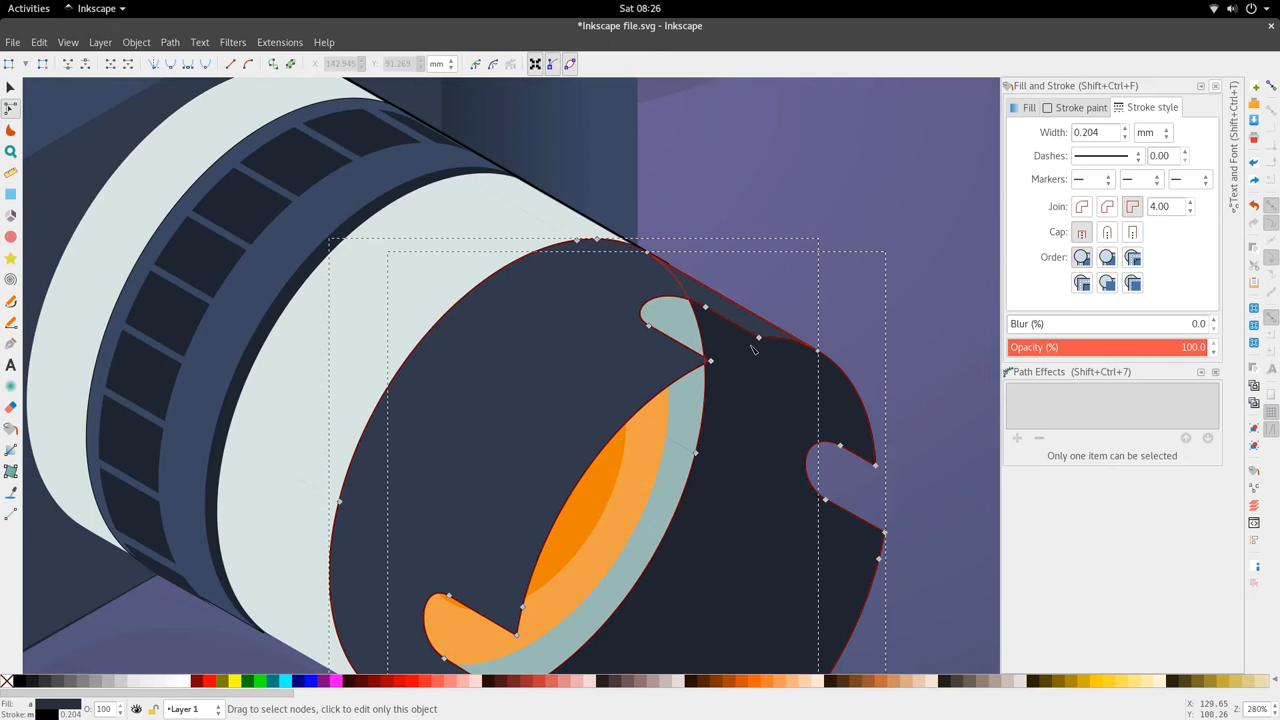 Activities
Inkscape
Sat 08:26
*Inkscape file.svg - Inkscape
File Edit View Layer Object Path Text Filters Extensions Help
X: 142.945 Y: 91.269 mm
Fill and Stroke (Shift+Ctrl+F)
Fill Stroke paint Stroke style
Width: 0.204 mm
Dashes: 0.00
Markers:
Join: 4.00
Cap:
Order:
Blur (%) 0.0
Opacity (%) 100.0
Path Effects (Shift+Ctrl+7)
Only one item can be selected
Text and Font (Shift+Ctrl+T)
Fill: a
Stroke: m 0.204
O: 100
•Layer 1
Drag to select nodes, click to edit only this object
X: 129.65
Y: 100.26
Z: 280%